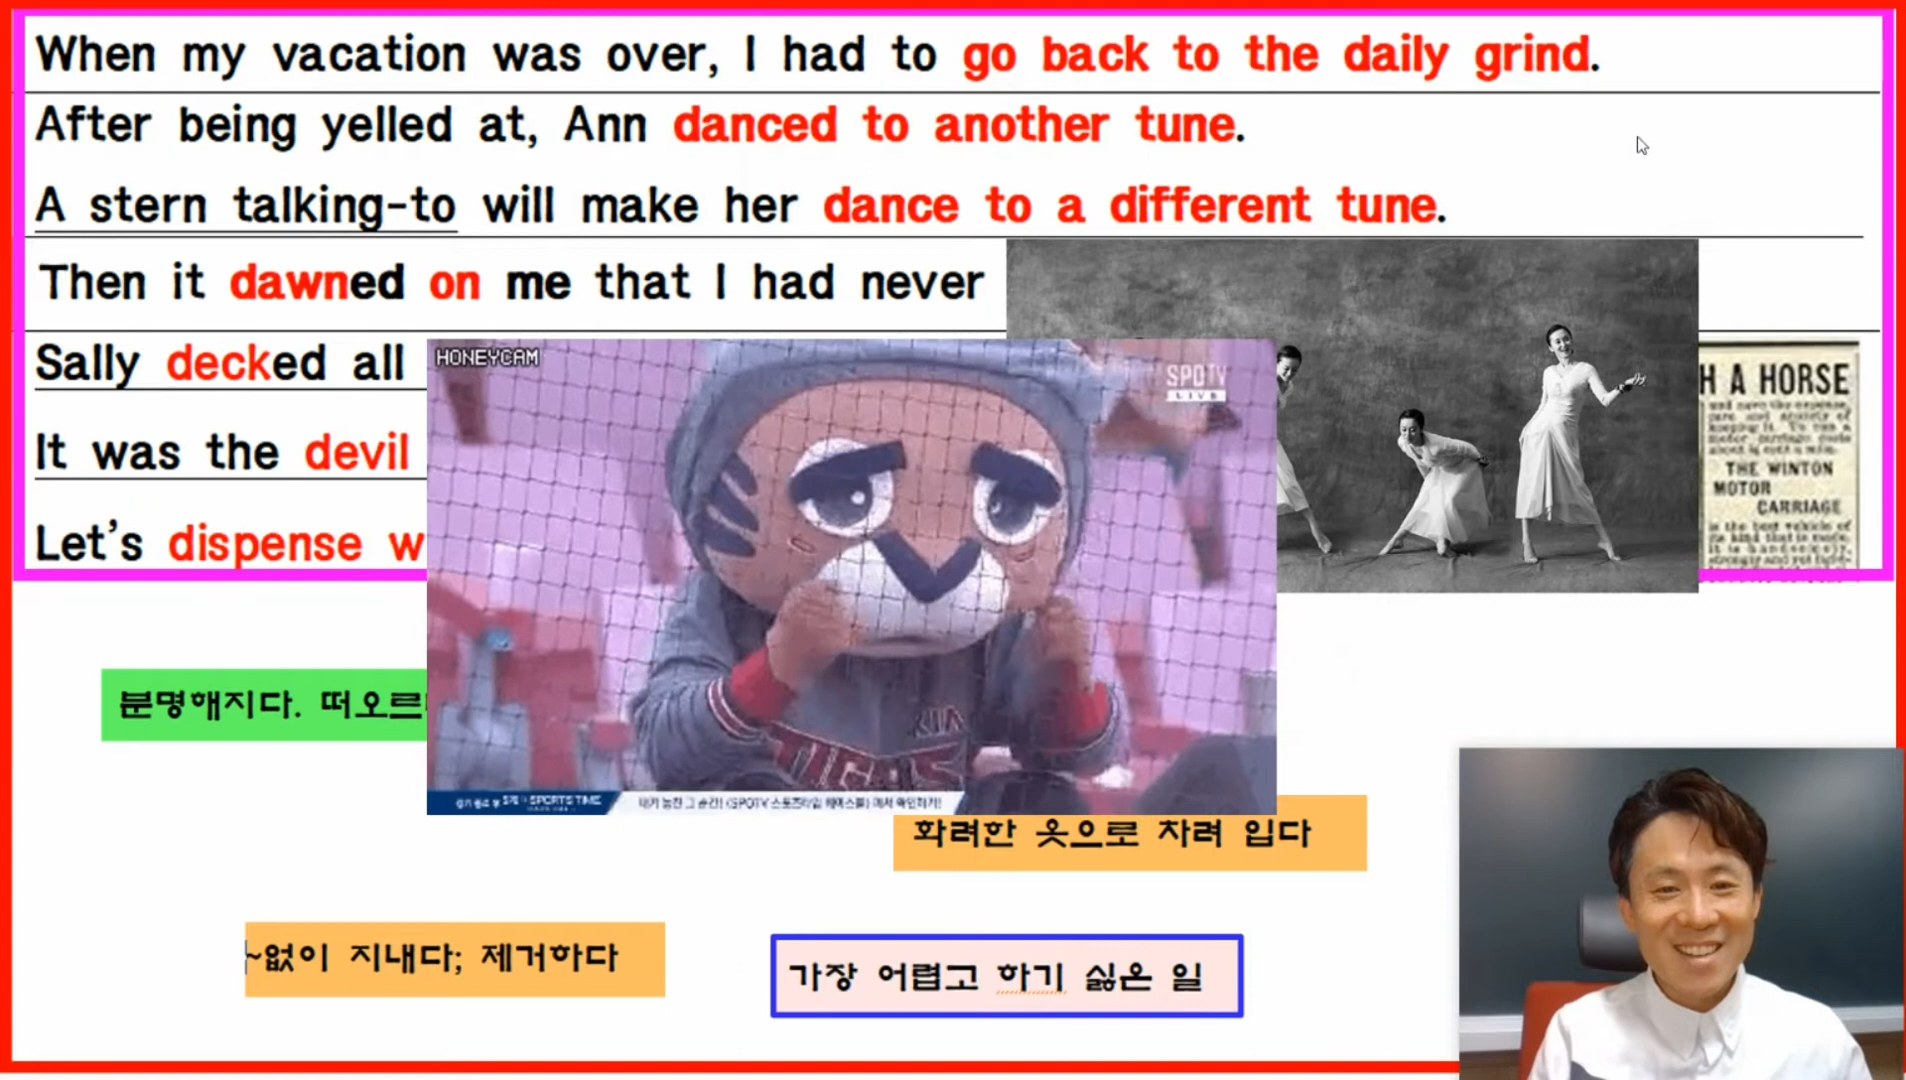 When my vacation was over, I had to go back to the daily grind.
After being yelled at, Ann danced to another tune.
A stern talking-to will make her dance to a different tune.
Then it dawned on me that I had never
Sally decked all
It was the devil
Let's dispense w
HONEYCAM
SPOTV
LIVE
H A HORSE
THE WINTON
MOTOR
CARRIAGE
TIGERS
SPORTS TIME
분명해지다. 떠오르
화려한 옷으로 차려 입다
~없이 지내다; 제거하다
가장 어렵고 하기 싫은 일